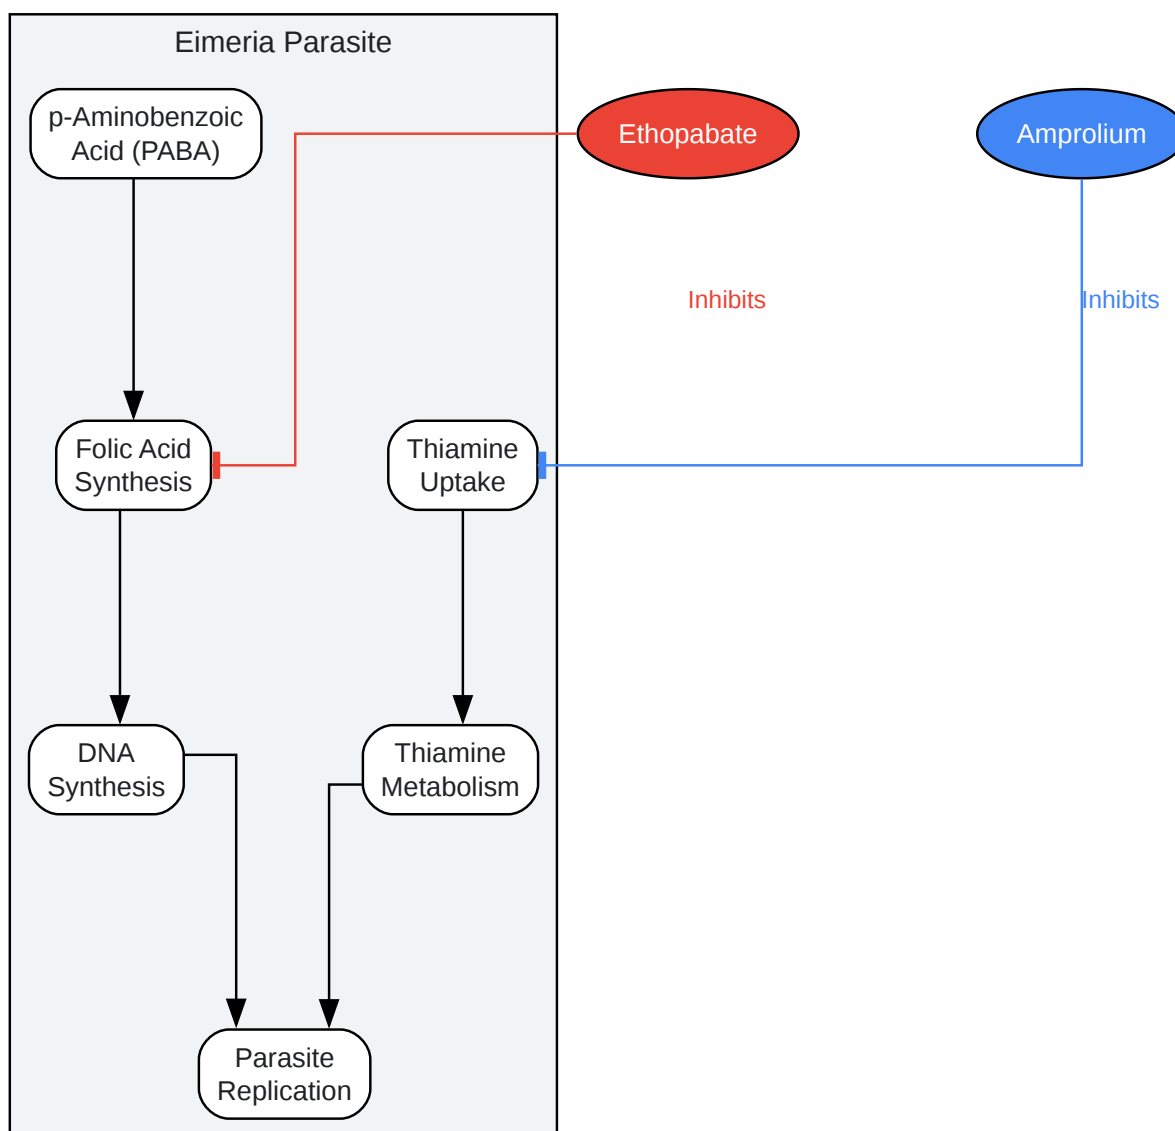 Eimeria Parasite
p-Aminobenzoic
Acid (PABA)
Ethopabate
Amprolium
Inhibits
Inhibits
Folic Acid
Synthesis
Thiamine
Uptake
DNA
Synthesis
Thiamine
Metabolism
Parasite
Replication